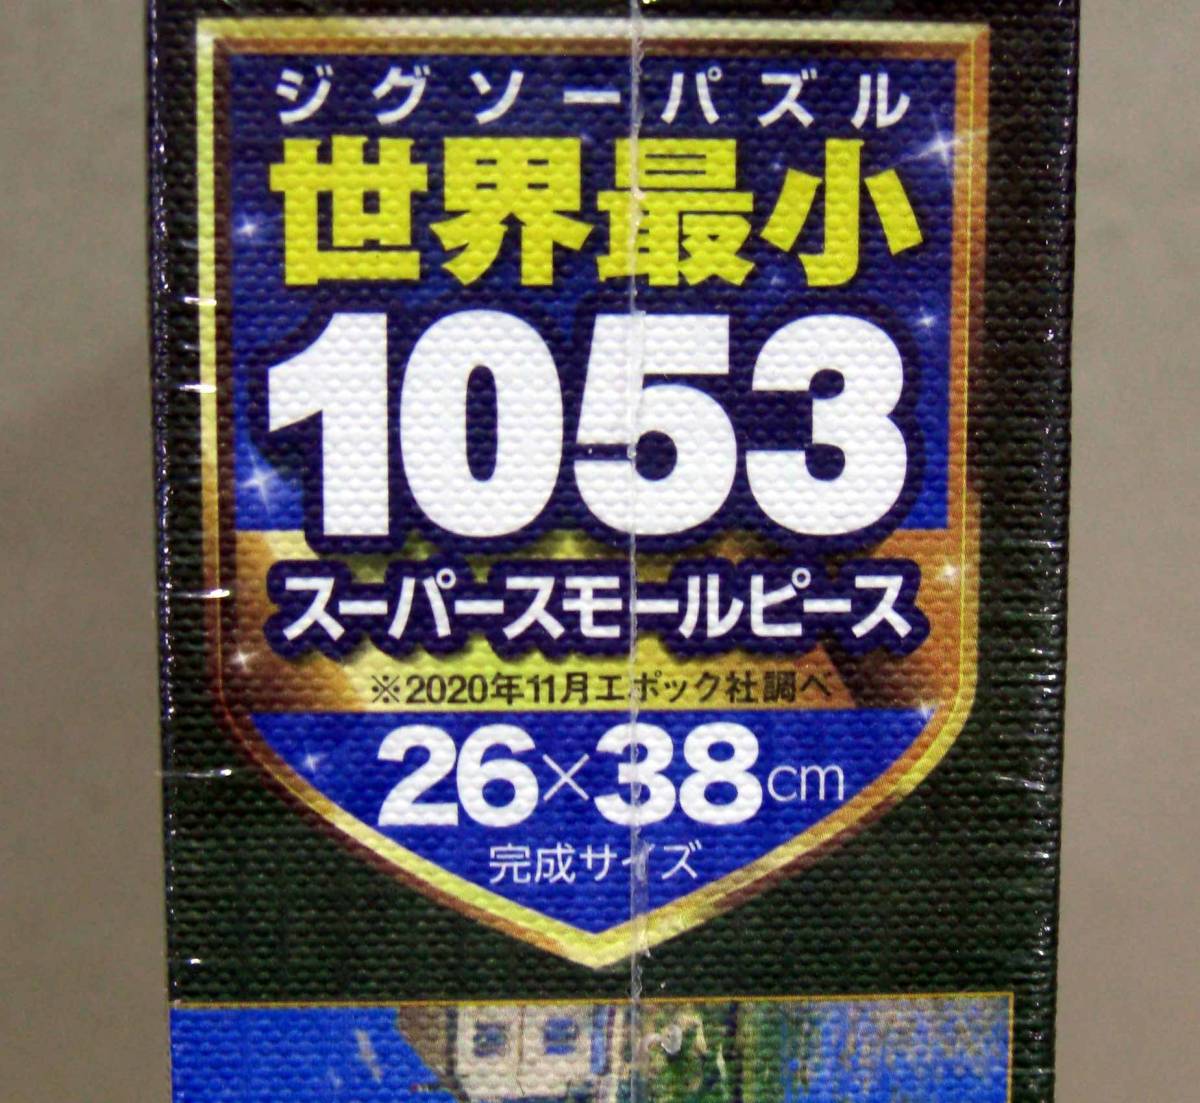 ジグソーパズル
世界最小
1053
スーパースモールピース
※2020年11月エポック社調べ
26×38cm
完成サイズ